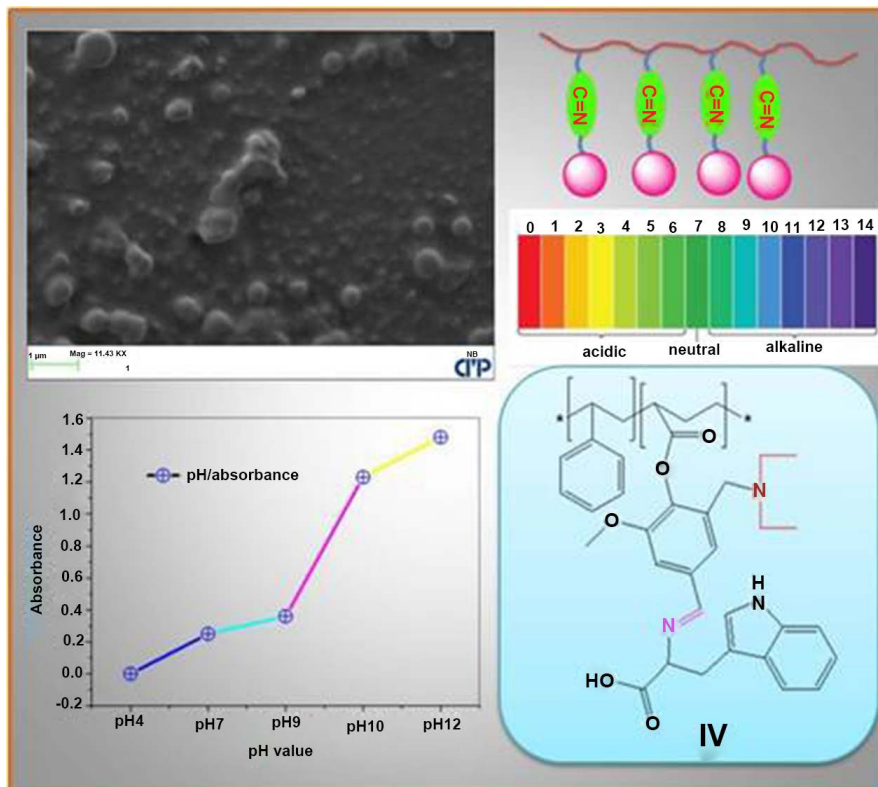 C=N C=N C=N C=N
0 1 2 3 4 5 6 7 8 9 10 11 12 13 14
acidic neutral alkaline
1 μm Mag = 11.43 KX NB
1
CMP
1.6
1.4
1.2
1.0
0.8
0.6
0.4
0.2
0.0
-0.2
Absorbance
pH/absorbance
pH4 pH7 pH9 pH10 pH12
pH value
* *
O
O
N
O
H
N
N
HO
O
IV